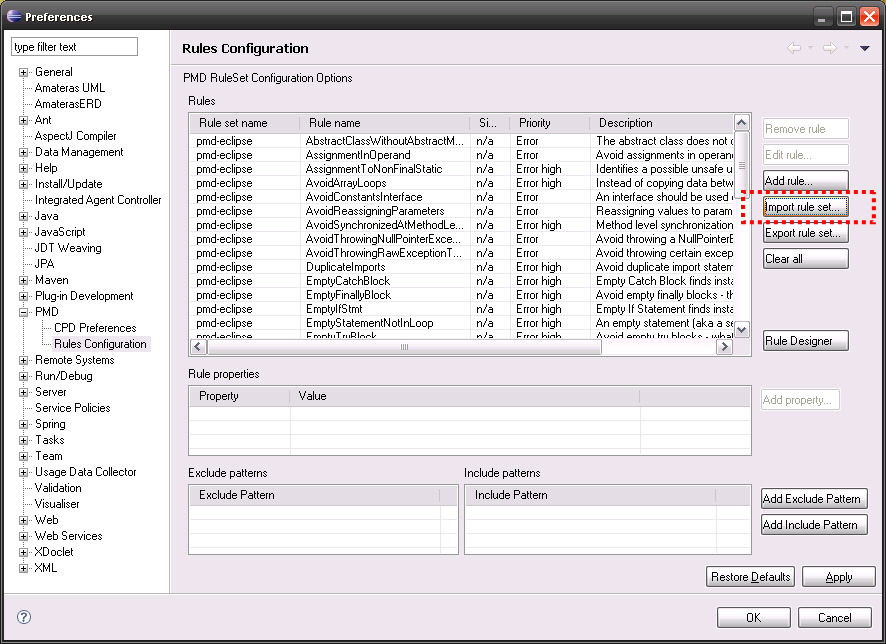 Preferences
type filter text
General
Amateras UML
AmaterasERD
Ant
AspectJ Compiler
Data Management
Help
Install/Update
Integrated Agent Controller
Java
JavaScript
JDT Weaving
JPA
Maven
Plug-in Development
PMD
CPD Preferences
Rules Configuration
Remote Systems
Run/Debug
Server
Service Policies
Spring
Tasks
Team
Usage Data Collector
Validation
Visualiser
Web
Web Services
XDoclet
XML
Rules Configuration
PMD RuleSet Configuration Options
Rules
Rule set name Rule name Si... Priority Description
pmd-eclipse AbstractClassWithoutAbstractM... n/a Error The abstract class does not c
pmd-eclipse AssignmentInOperand n/a Error Avoid assignments in operand
pmd-eclipse AssignmentToNonFinalStatic n/a Error high Identifies a possible unsafe u
pmd-eclipse AvoidArrayLoops n/a Error high Instead of copying data betw
pmd-eclipse AvoidConstantsInterface n/a Error An interface should be used
pmd-eclipse AvoidReassigningParameters n/a Error Reassigning values to param
pmd-eclipse AvoidSynchronizedAtMethodLe... n/a Error high Method level synchronization
pmd-eclipse AvoidThrowingNullPointerExce... n/a Error Avoid throwing a NullPointerE
pmd-eclipse AvoidThrowingRawExceptionT... n/a Error Avoid throwing certain excep
pmd-eclipse DuplicateImports n/a Error high Avoid duplicate import statem
pmd-eclipse EmptyCatchBlock n/a Error high Empty Catch Block finds insta
pmd-eclipse EmptyFinallyBlock n/a Error high Avoid empty finally blocks - th
pmd-eclipse EmptyIfStmt n/a Error high Empty If Statement finds insta
pmd-eclipse EmptyStatementNotInLoop n/a Error high An empty statement (aka a se
pmd-eclipse EmptyTryBlock n/a Error high Avoid empty try blocks - what
Remove rule
Edit rule...
Add rule...
Import rule set...
Export rule set...
Clear all
Rule Designer
Rule properties
Property Value
Add property...
Exclude patterns Include patterns
Exclude Pattern Include Pattern
Add Exclude Pattern
Add Include Pattern
Restore Defaults Apply
OK Cancel